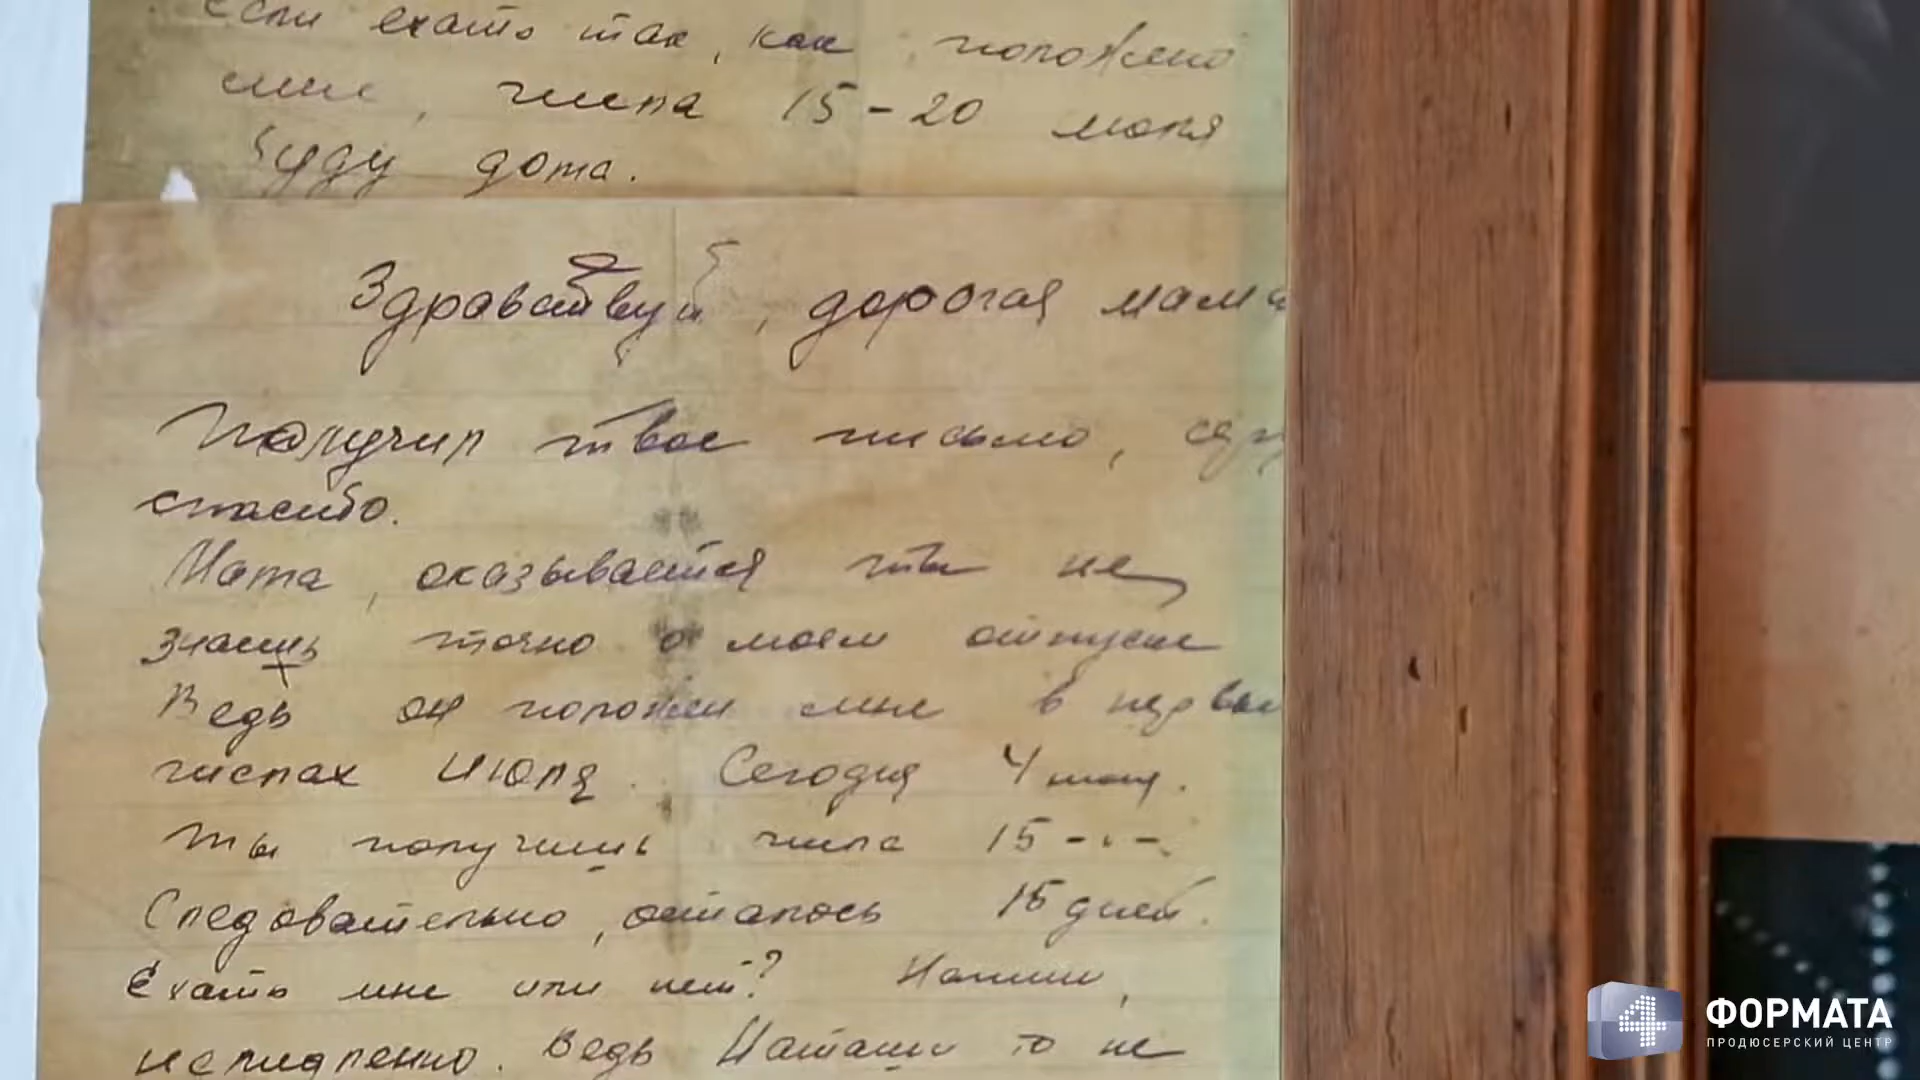 Если ехать так, как положено
мне, числа 15-20 июля
буду дома.
Здравствуй, дорогая мама
Получил твое письмо,
спасибо.
Мама, оказывается ты не
знаешь точно о моем отпуске
Ведь он положен мне в первы
числах Июля. Сегодня 4 июня.
Ты получишь числа 15---
Следовательно, осталось 15 дней.
Ехать мне или нет? Напиши,
немедленно. Ведь Наташи то не
4 ФОРМАТА
ПРОДЮСЕРСКИЙ ЦЕНТР